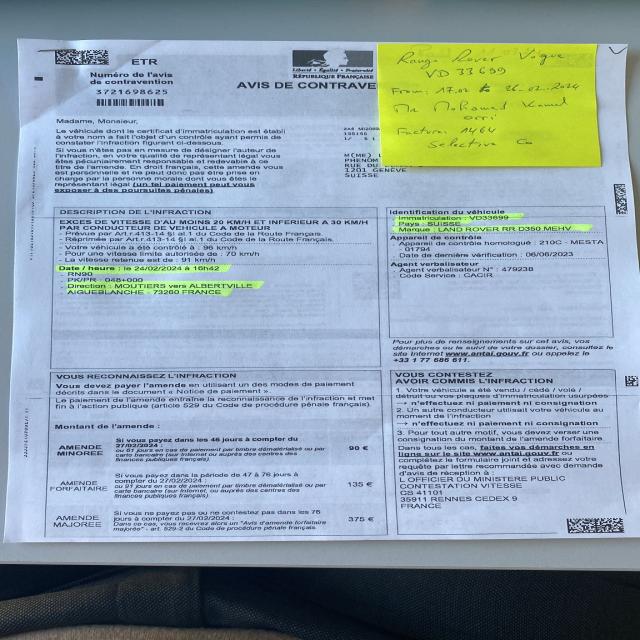 ETR
Numéro de l'avis
de contravention
3721698625
Liberté • Égalité • Fraternité
RÉPUBLIQUE FRANÇAISE
AVIS DE CONTRAVE
Range Rover Vogue
VD 33699
From: 17.02 to 26.02.2024
Mr Mohamed Kamel
Facture: 1464
Selective Ca
Madame, Monsieur,
Le véhicule dont le certificat d'immatriculation est établi
à votre nom a fait l'objet d'un contrôle ayant permis de
constater l'infraction figurant ci-dessous.
Si vous n'êtes pas en mesure de désigner l'auteur de
l'infraction, en votre qualité de représentant légal vous
êtes pécuniairement responsable et redevable à ce
titre de l'amende. En droit français, cette amende vous
est personnelle et ne peut donc pas être prise en
charge par la personne morale dont vous êtes le
représentant légal (un tel paiement peut vous
exposer à des poursuites pénales)
M(ME)
PHENOM
RUE DU
1201 GENEVE
SUISSE
DESCRIPTION DE L'INFRACTION
EXCES DE VITESSE D'AU MOINS 20 KM/H ET INFERIEUR A 30 KM/H
PAR CONDUCTEUR DE VEHICULE A MOTEUR
- Prévue par Art.r.413-14 §i al.1 du Code de la Route Français.
- Réprimée par Art.r.413-14 §i al.1 du Code de la Route Français.
- Votre véhicule a été contrôlé à : 96 km/h
- Pour une vitesse limite autorisée de : 70 km/h
- La vitesse retenue est de : 91 km/h
Date / heure : le 24/02/2024 à 16h42
- RN90
- PK/PR : 048+000
- Direction : MOUTIERS vers ALBERTVILLE
- AIGUEBLANCHE - 73260 FRANCE
Identification du véhicule
- Immatriculation : VD33699
- Pays : SUISSE
- Marque : LAND ROVER RR D350 MEHV
Appareil de contrôle
- Appareil de contrôle homologué : 210C - MESTA
- 01794
- Date de dernière vérification : 06/06/2023
Agent verbalisateur
- Agent verbalisateur N° : 479238
- Code Service : CACIR
Pour plus de renseignements sur cet avis, vos
démarches ou le suivi de votre dossier, consultez le
site Internet www.antai.gouv.fr ou appelez le
+33 1 77 686 611.
VOUS RECONNAISSEZ L'INFRACTION
Vous devez payer l'amende en utilisant un des modes de paiement
décrits dans le document « Notice de paiement ».
Le paiement de l'amende entraîne la reconnaissance de l'infraction et met
fin à l'action publique (article 529 du Code de procédure pénale français).
Montant de l'amende :
AMENDE
MINOREE
Si vous payez dans les 46 jours à compter du
27/02/2024 :
ou 61 jours en cas de paiement par timbre dématérialisé ou par
carte bancaire (sur Internet, ou auprès des centres des
finances publiques français)
90 €
AMENDE
FORFAITAIRE
Si vous payez dans la période de 47 à 76 jours à
compter du 27/02/2024 :
ou 91 jours en cas de paiement par timbre dématérialisé ou par
carte bancaire (sur Internet, ou auprès des centres des
finances publiques français)
135 €
AMENDE
MAJOREE
Si vous ne payez pas ou ne contestez pas dans les 76
jours à compter du 27/02/2024 :
Dans ce cas, vous recevrez alors un "Avis d'amende forfaitaire
majorée" - art. 529-2 du Code de procédure pénale français.
375 €
VOUS CONTESTEZ
AVOIR COMMIS L'INFRACTION
1. Votre véhicule a été vendu / cédé / volé /
détruit ou vos plaques d'immatriculation usurpées
→ n'effectuez ni paiement ni consignation
2. Un autre conducteur utilisait votre véhicule au
moment de l'infraction
→ n'effectuez ni paiement ni consignation
3. Pour tout autre motif, vous devez verser une
consignation du montant de l'amende forfaitaire.
Dans tous les cas, faites vos démarches en
ligne sur le site www.antai.gouv.fr ou
complétez le formulaire joint et adressez votre
requête par lettre recommandée avec demande
d'avis de réception à :
L OFFICIER DU MINISTERE PUBLIC
CONTESTATION VITESSE
CS 41101
35911 RENNES CEDEX 9
FRANCE